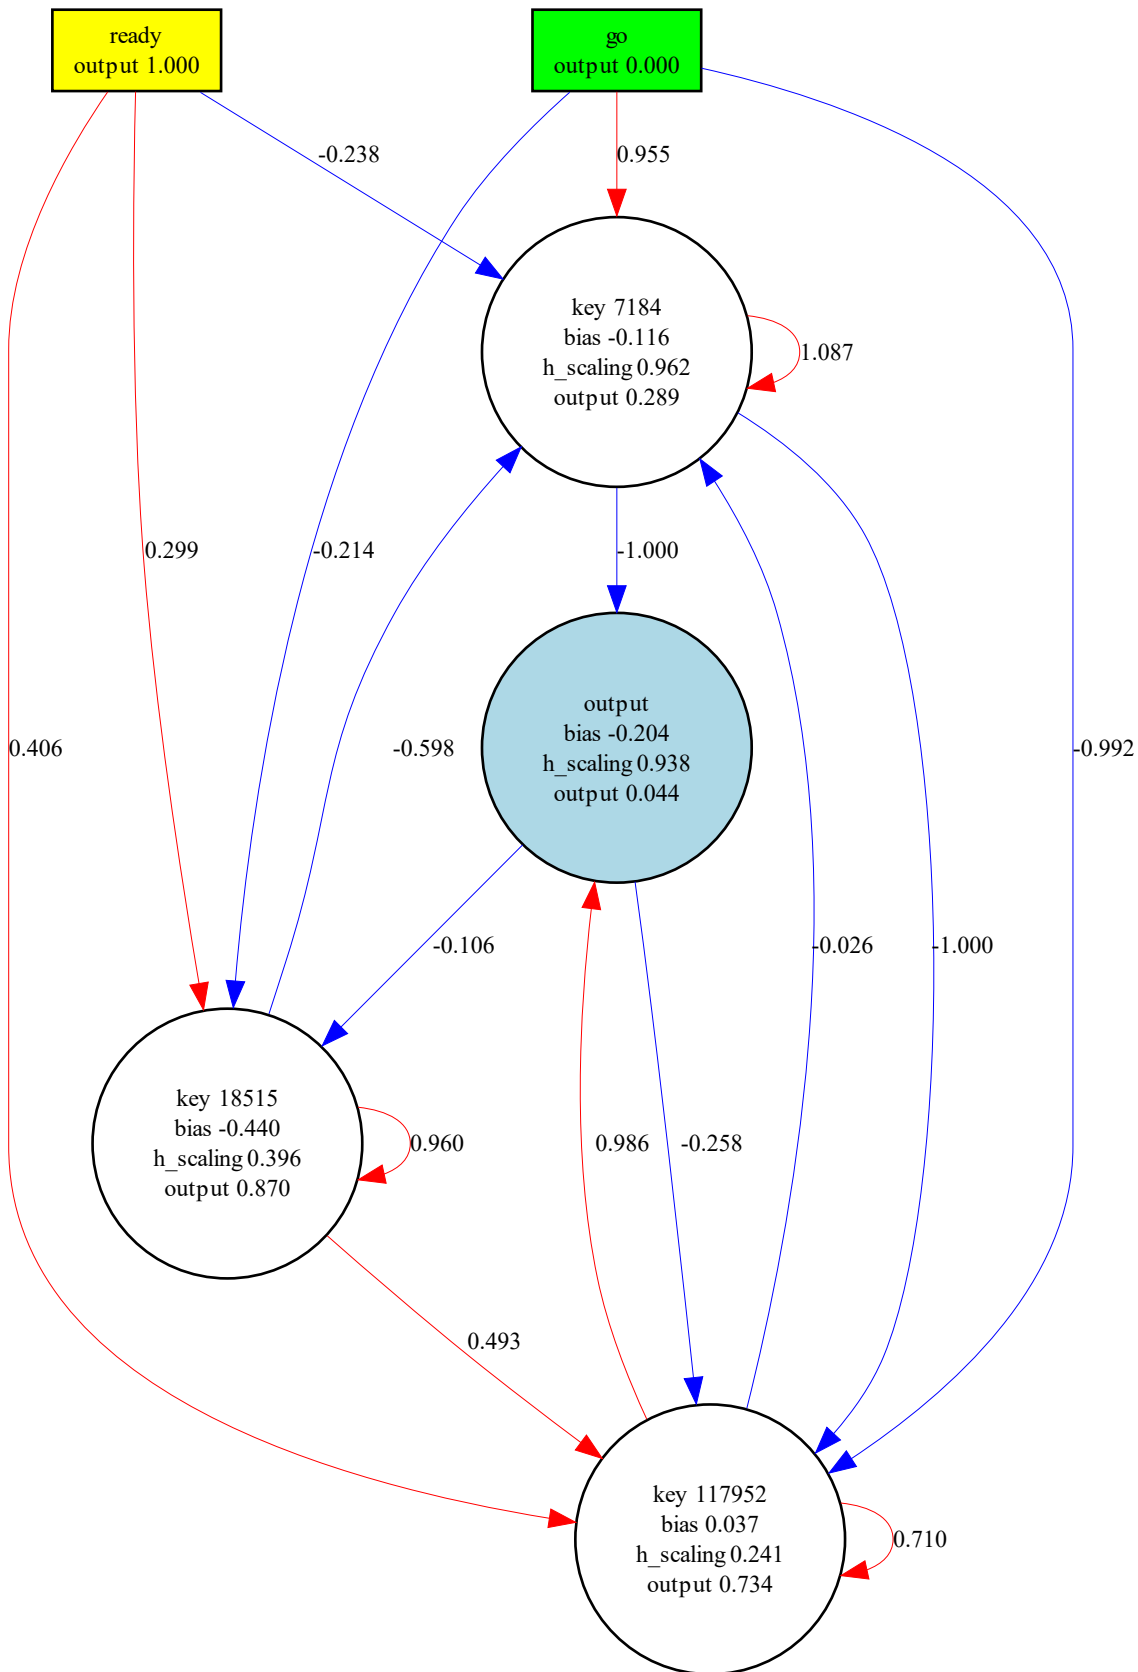 ready
output 1.000
go
output 0.000
-0.238
0.955
key 7184
bias -0.116
h_scaling 0.962
output 0.289
1.087
0.299
-0.214
-1.000
output
bias -0.204
h_scaling 0.938
output 0.044
0.406
-0.598
-0.992
-0.106
-0.026
-1.000
key 18515
bias -0.440
h_scaling 0.396
output 0.870
0.960
0.986
-0.258
0.493
key 117952
bias 0.037
h_scaling 0.241
output 0.734
0.710